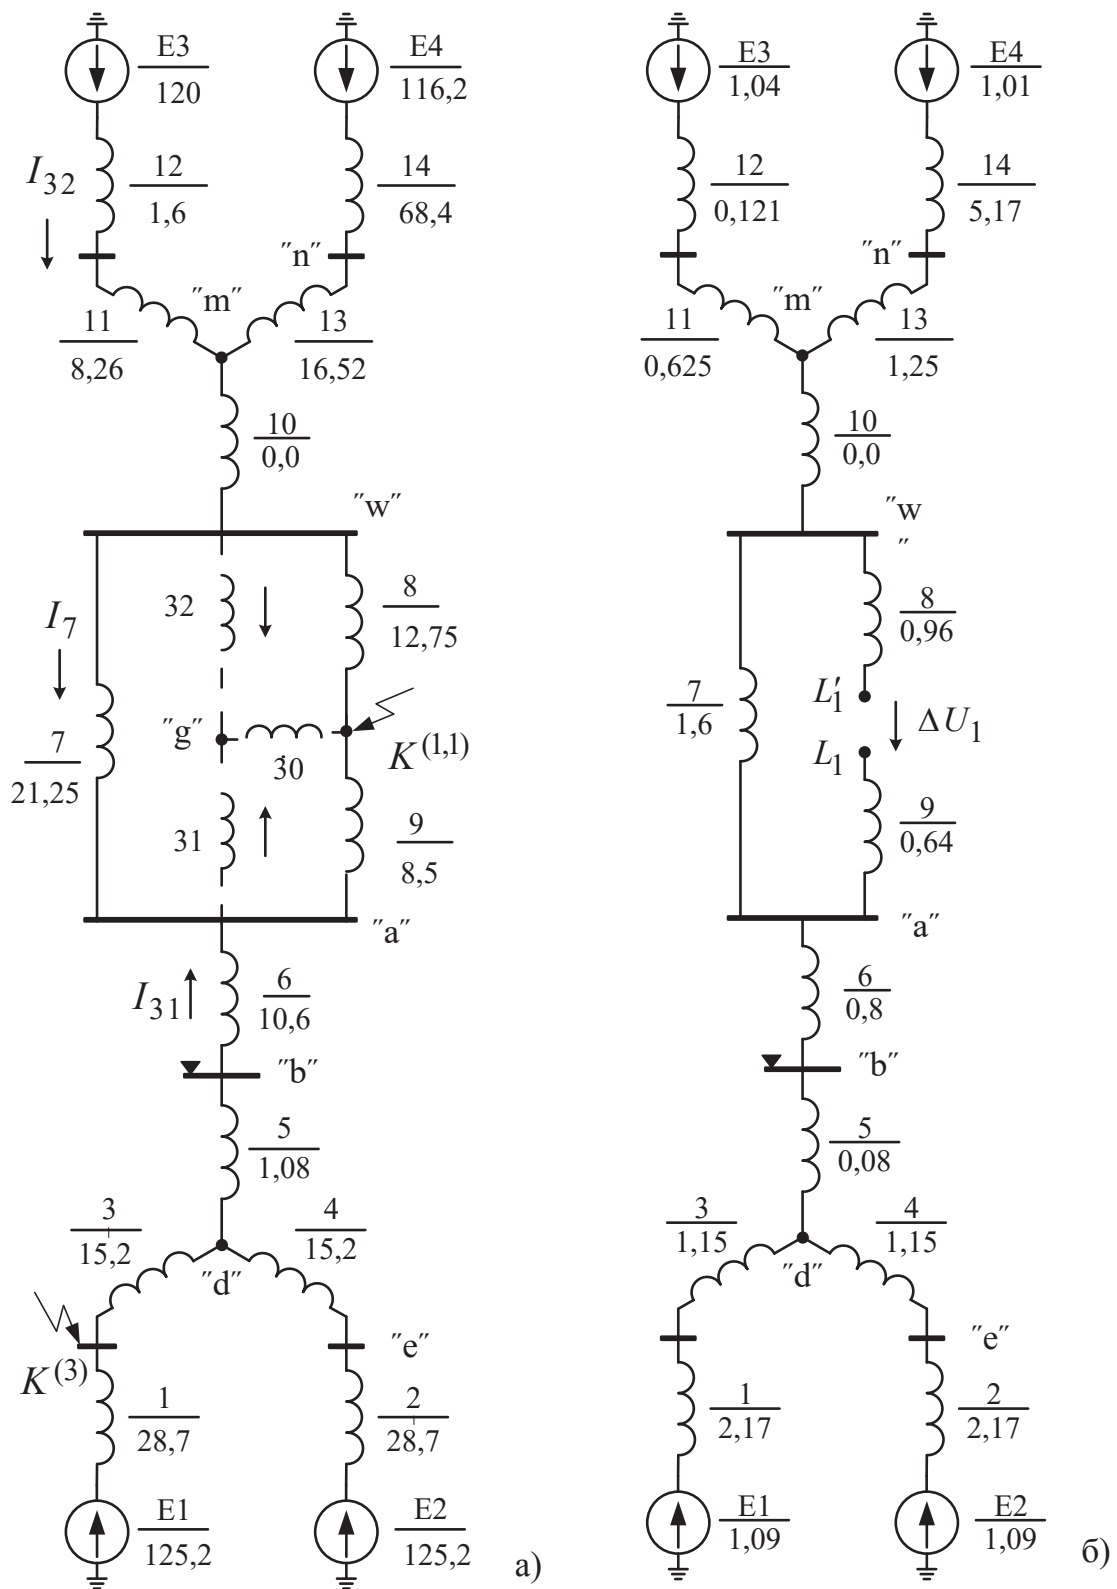 E3
120
E4
116,2
I32
12
1,6
14
68,4
"n"
"m"
11
8,26
13
16,52
10
0,0
"w"
I7
32
8
12,75
7
21,25
"g"
30
K(1,1)
31
9
8,5
"a"
I31
6
10,6
"b"
5
1,08
3
15,2
4
15,2
"d"
K(3)
"e"
1
28,7
2
28,7
E1
125,2
E2
125,2
а)
E3
1,04
E4
1,01
12
0,121
14
5,17
"n"
"m"
11
0,625
13
1,25
10
0,0
"w
"
8
0,96
7
1,6
L′1
ΔU1
L1
9
0,64
"a"
6
0,8
"b"
5
0,08
3
1,15
4
1,15
"d"
"e"
1
2,17
2
2,17
E1
1,09
E2
1,09
б)